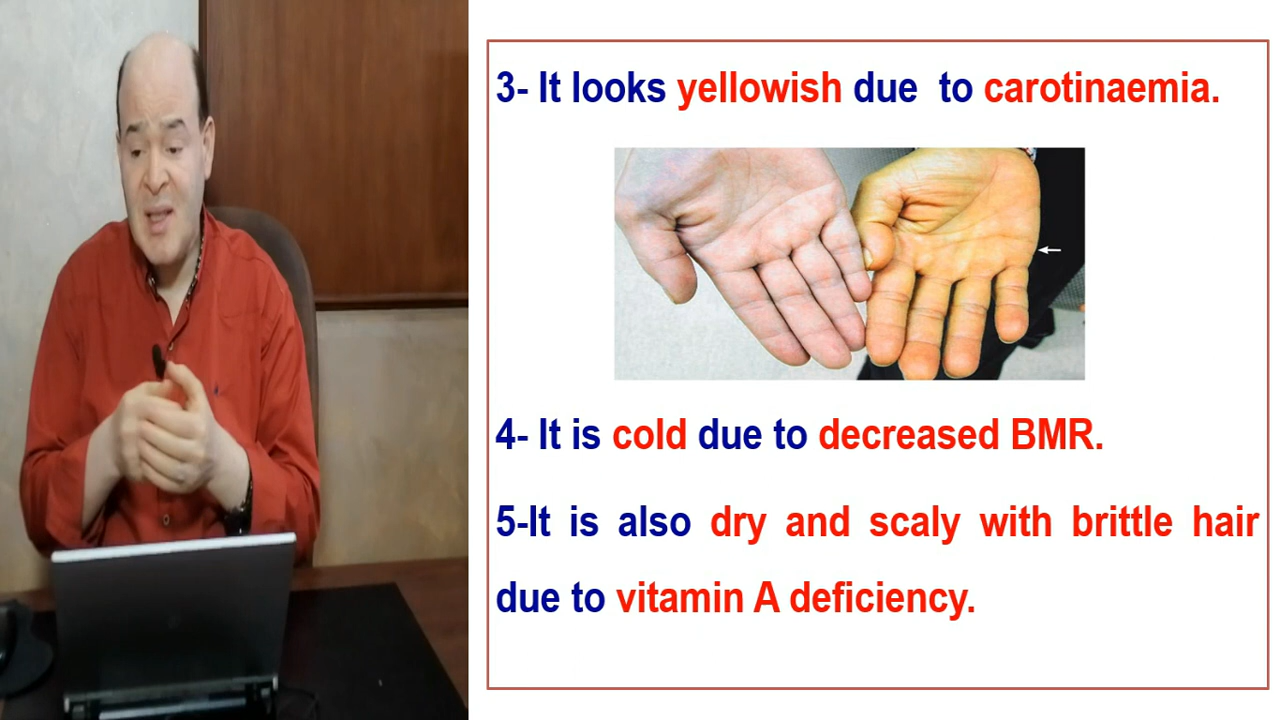 3- It looks yellowish due to carotinaemia.
4- It is cold due to decreased BMR.
5-It is also dry and scaly with brittle hair
due to vitamin A deficiency.